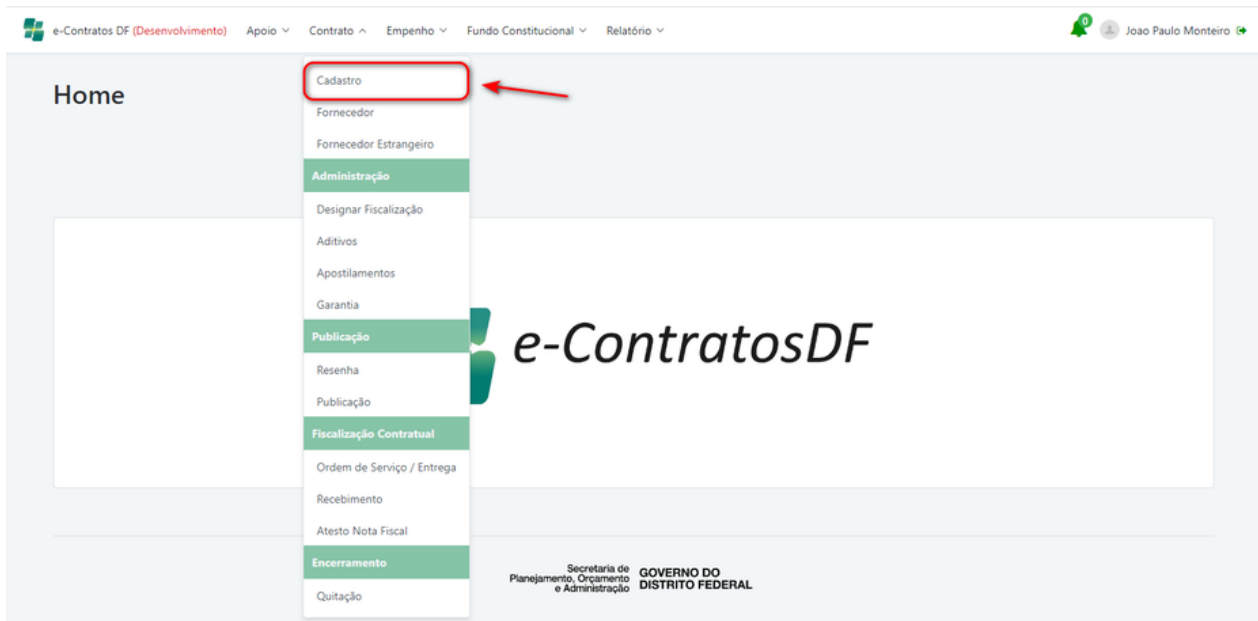 e-Contratos DF (Desenvolvimento) Apoio Contrato Empenho Fundo Constitucional Relatório 0 Joao Paulo Monteiro
Home
Cadastro
Fornecedor
Fornecedor Estrangeiro
Administração
Designar Fiscalização
Aditivos
Apostilamentos
Garantia
Publicação
Resenha
Publicação
Fiscalização Contratual
Ordem de Serviço / Entrega
Recebimento
Atesto Nota Fiscal
Encerramento
Quitação
e-ContratosDF
Secretaria de
Planejamento, Orçamento
e Administração
GOVERNO DO
DISTRITO FEDERAL